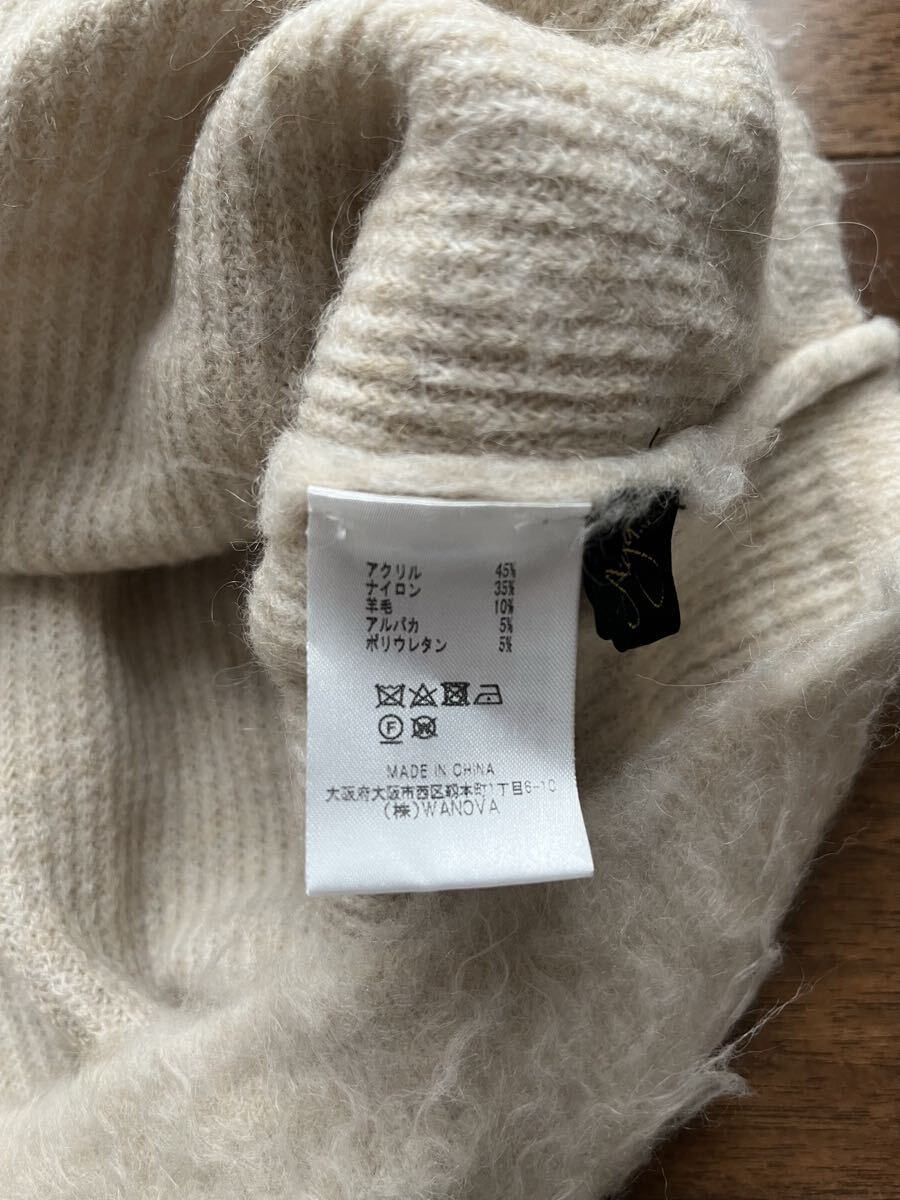 アクリル 45%
ナイロン 35%
羊毛 10%
アルパカ 5%
ポリウレタン 5%
F W
MADE IN CHINA
大阪府大阪市西区靱本町1丁目6-10
(株)WANOVA